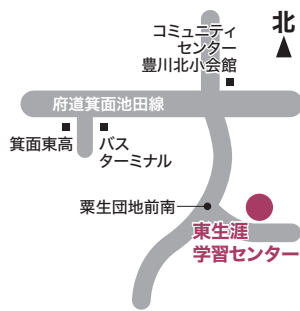 北
コミュニティ
センター
豊川北小会館
府道箕面池田線
箕面東高
バス
ターミナル
粟生団地前南
東生涯
学習センター